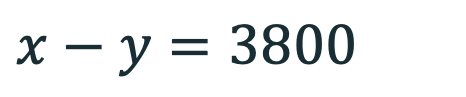 x − y = 3800